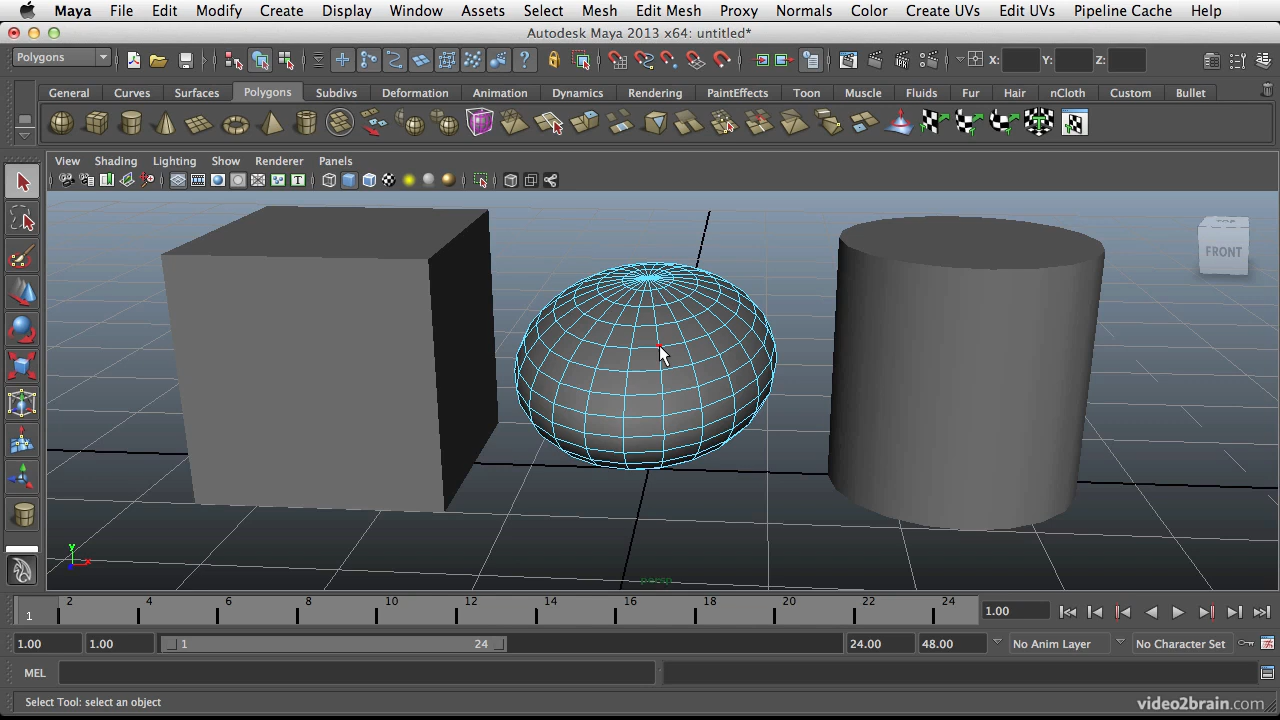 Maya File Edit Modify Create Display Window Assets Select Mesh Edit Mesh Proxy Normals Color Create UVs Edit UVs Pipeline Cache Help
Autodesk Maya 2013 x64: untitled*
Polygons
X: Y: Z:
General Curves Surfaces Polygons Subdivs Deformation Animation Dynamics Rendering PaintEffects Toon Muscle Fluids Fur Hair nCloth Custom Bullet
View Shading Lighting Show Renderer Panels
FRONT
y
x
persp
1 2 4 6 8 10 12 14 16 18 20 22 24 1.00
1.00 1.00 1 24 24.00 48.00 No Anim Layer No Character Set
MEL
Select Tool: select an object
video2brain.com